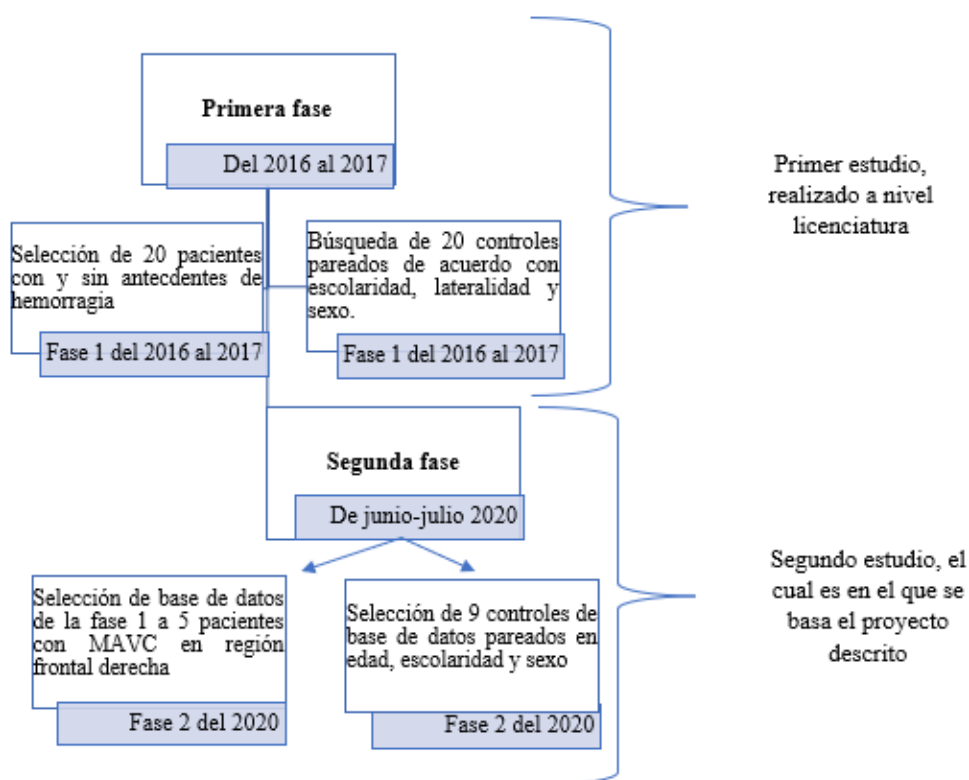 Primera fase
Del 2016 al 2017
Primer estudio,
realizado a nivel
licenciatura
Selección de 20 pacientes
con y sin antecdentes de
hemorragia
Fase 1 del 2016 al 2017
Búsqueda de 20 controles
pareados de acuerdo con
escolaridad, lateralidad y
sexo.
Fase 1 del 2016 al 2017
Segunda fase
De junio-julio 2020
Segundo estudio, el
cual es en el que se
basa el proyecto
descrito
Selección de base de datos
de la fase 1 a 5 pacientes
con MAVC en región
frontal derecha
Fase 2 del 2020
Selección de 9 controles de
base de datos pareados en
edad, escolaridad y sexo
Fase 2 del 2020